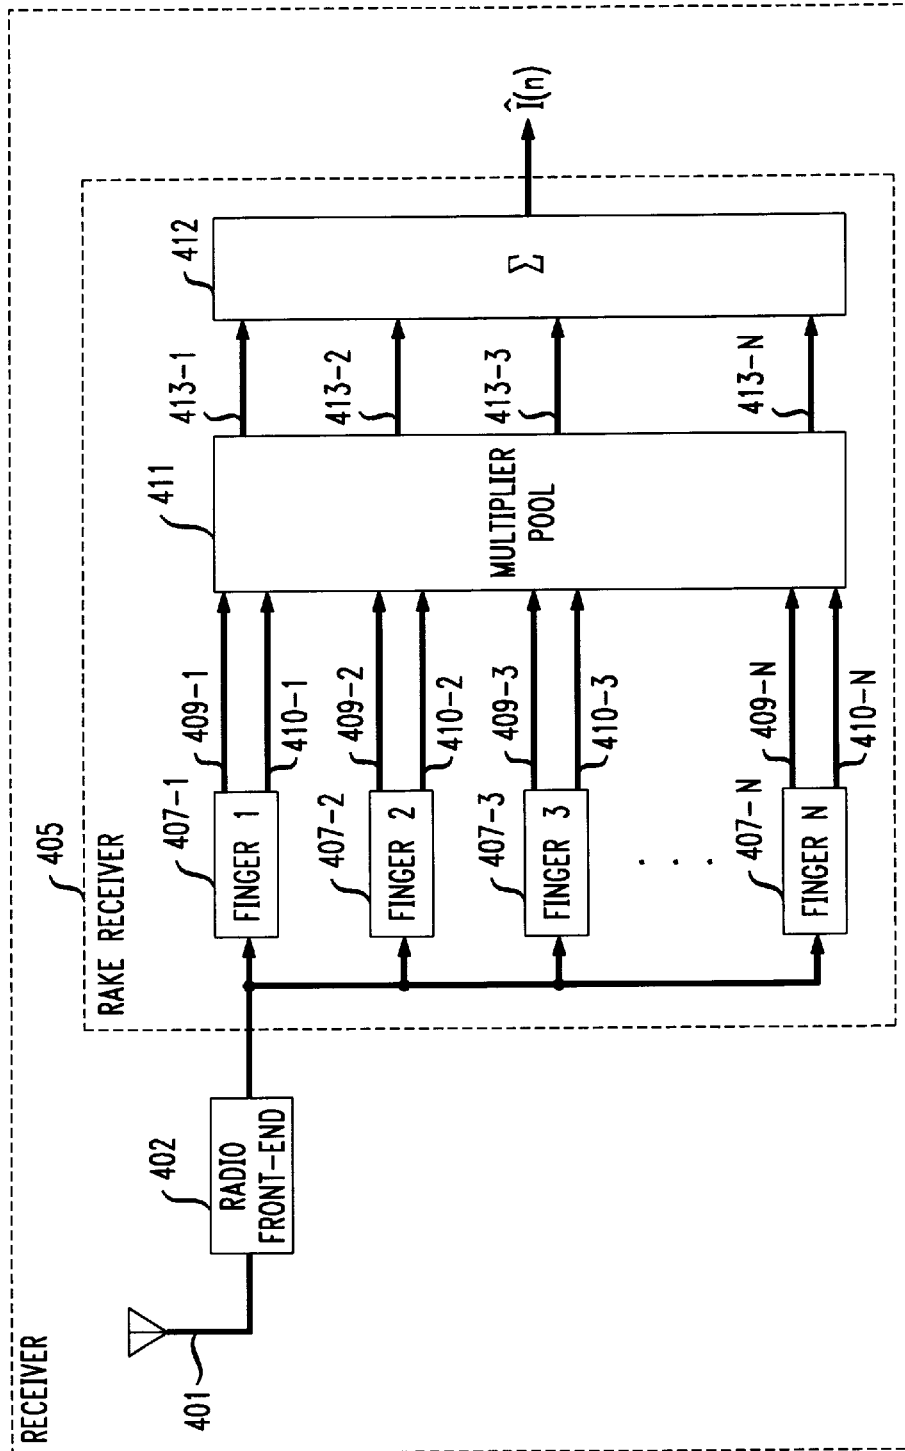 RECEIVER
401
402
RADIO
FRONT-END
405
RAKE RECEIVER
407-1
FINGER 1
409-1
410-1
407-2
FINGER 2
409-2
410-2
407-3
FINGER 3
409-3
410-3
. . .
407-N
FINGER N
409-N
410-N
411
MULTIPLIER
POOL
413-1
413-2
413-3
413-N
412
Σ
Î(n)